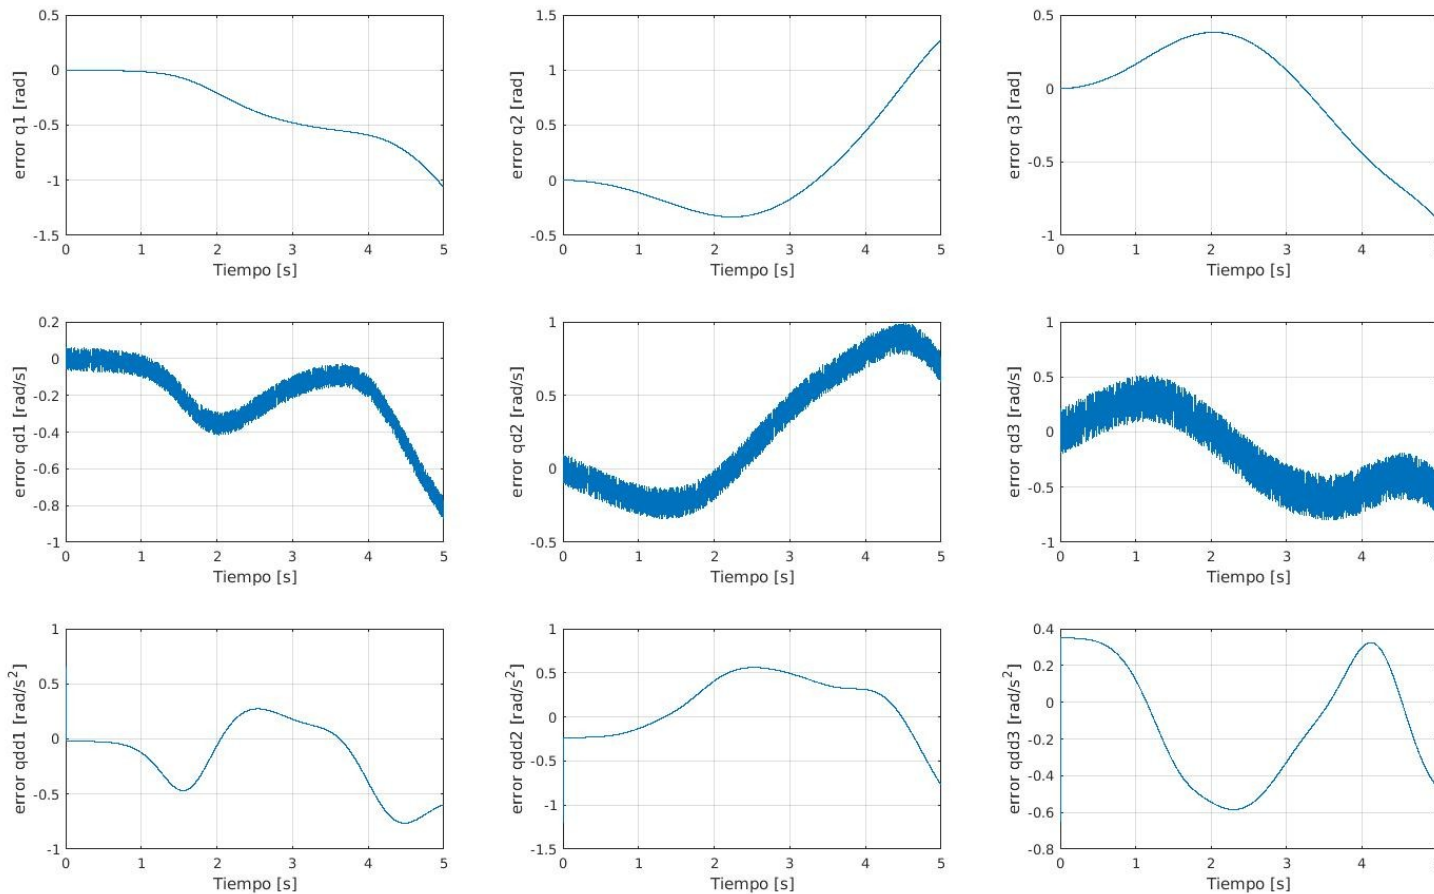 0.5
0
-0.5
-1
-1.5
error q1 [rad]
0 1 2 3 4 5
Tiempo [s]
1.5
1
0.5
0
-0.5
error q2 [rad]
0 1 2 3 4 5
Tiempo [s]
0.5
0
-0.5
-1
error q3 [rad]
0 1 2 3 4
Tiempo [s]
0.2
0
-0.2
-0.4
-0.6
-0.8
-1
error qd1 [rad/s]
0 1 2 3 4 5
Tiempo [s]
1
0.5
0
-0.5
error qd2 [rad/s]
0 1 2 3 4 5
Tiempo [s]
1
0.5
0
-0.5
-1
error qd3 [rad/s]
0 1 2 3 4
Tiempo [s]
1
0.5
0
-0.5
-1
error qdd1 [rad/s²]
0 1 2 3 4 5
Tiempo [s]
1
0.5
0
-0.5
-1
-1.5
error qdd2 [rad/s²]
0 1 2 3 4 5
Tiempo [s]
0.4
0.2
0
-0.2
-0.4
-0.6
-0.8
error qdd3 [rad/s²]
0 1 2 3 4
Tiempo [s]